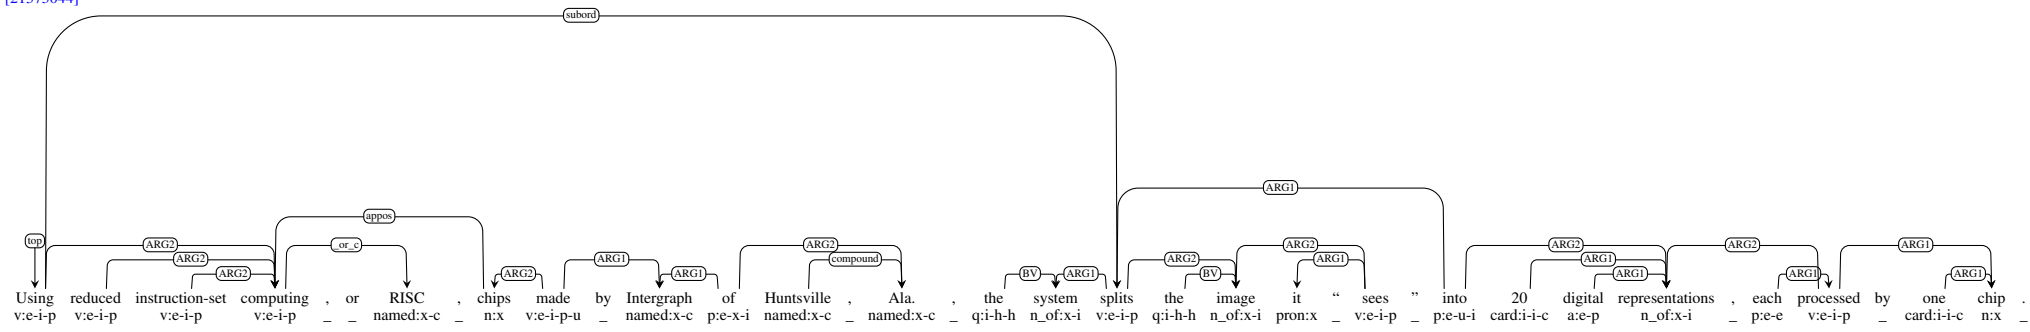 subord
ARG1
appos
top ARG2 _or_c ARG2 ARG2 ARG2 ARG2 ARG1
ARG2 ARG1 compound ARG2 ARG1 ARG1
ARG2 ARG2 ARG1 BV ARG1 BV ARG1 ARG1 ARG1
Using reduced instruction-set computing , or RISC , chips made by Intergraph of Huntsville , Ala. , the system splits the image it “ sees ” into 20 digital representations , each processed by one chip .
v:e-i-p v:e-i-p v:e-i-p v:e-i-p _ _ named:x-c _ n:x v:e-i-p-u _ named:x-c p:e-x-i named:x-c _ named:x-c _ q:i-h-h n_of:x-i v:e-i-p q:i-h-h n_of:x-i pron:x _ v:e-i-p _ p:e-u-i card:i-i-c a:e-p n_of:x-i _ p:e-e v:e-i-p _ card:i-i-c n:x _